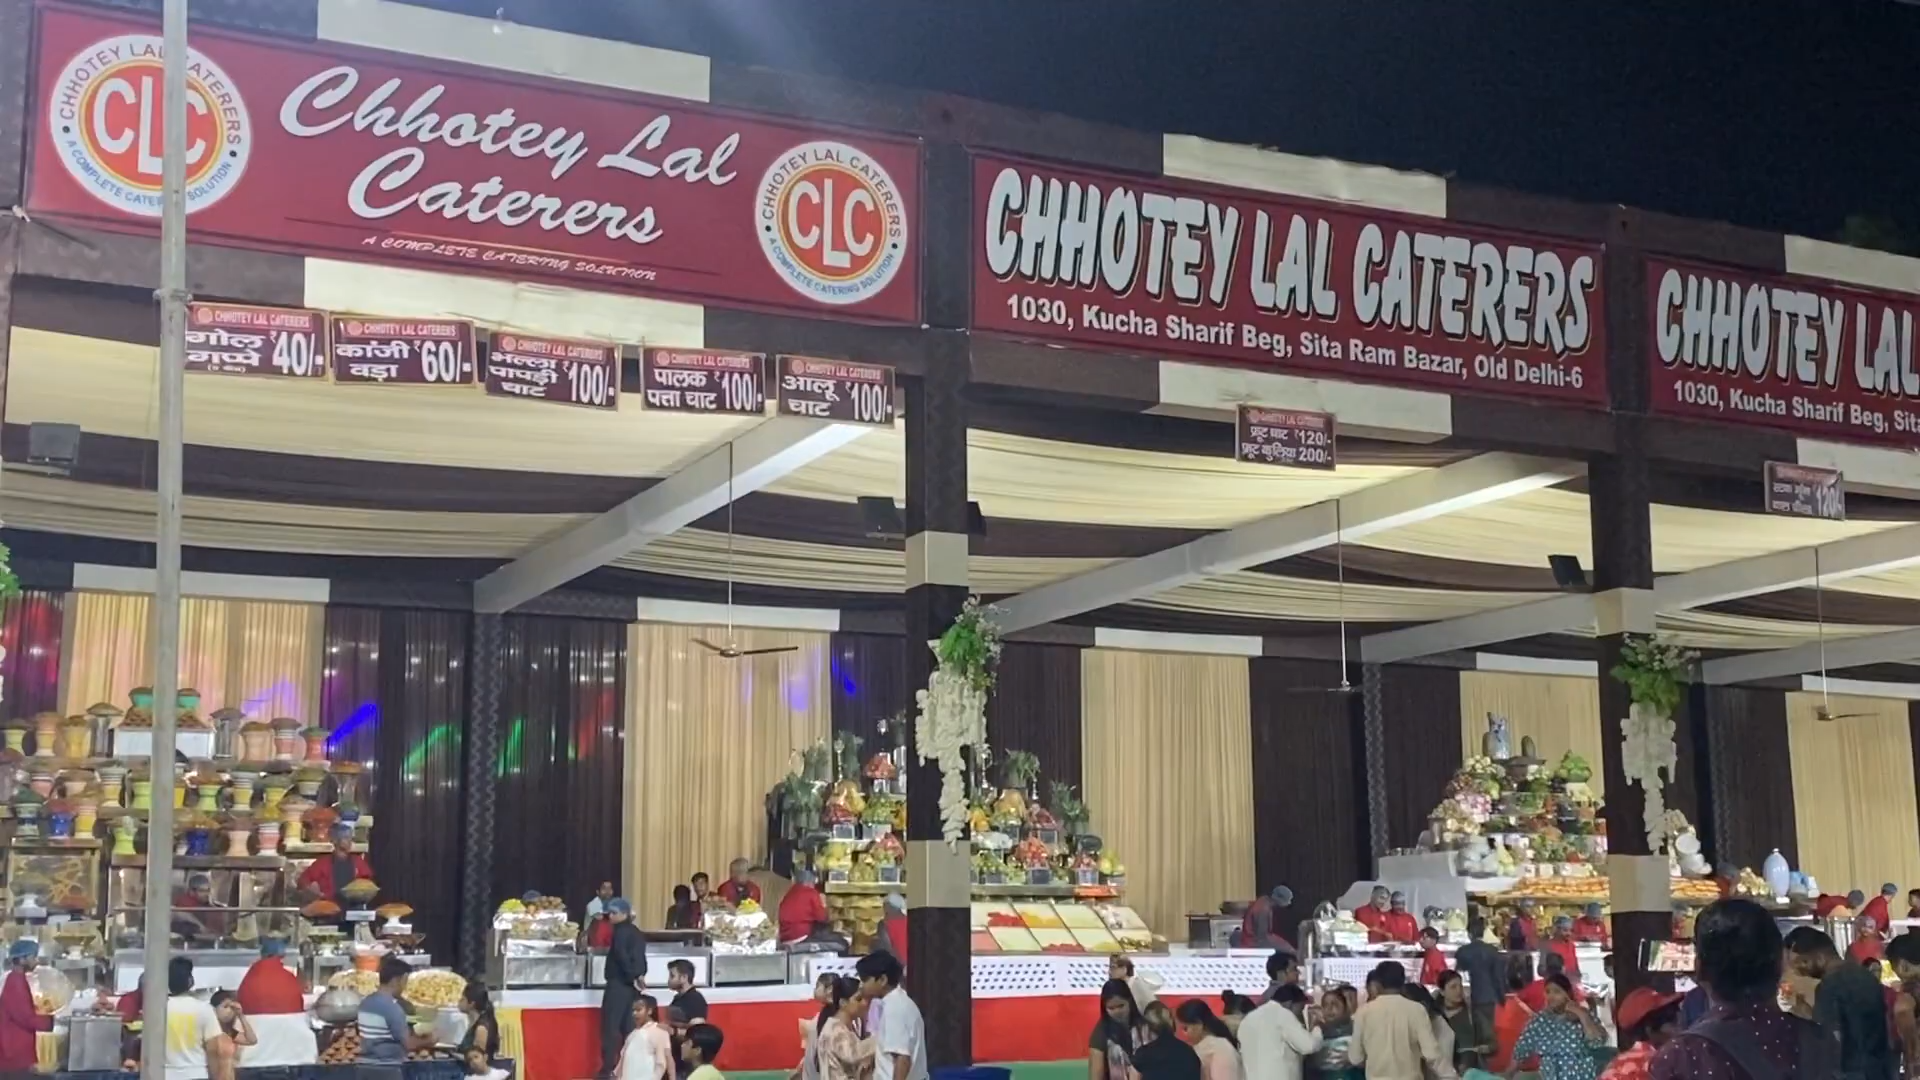 CHHOTEY LAL CATERERS
CLC
A COMPLETE CATERING SOLUTION
Chhotey Lal
Caterers
A COMPLETE CATERING SOLUTION
CHHOTEY LAL CATERERS
CLC
A COMPLETE CATERING SOLUTION
CHHOTEY LAL CATERERS
1030, Kucha Sharif Beg, Sita Ram Bazar, Old Delhi-6
CHHOTEY LAL
1030, Kucha Sharif Beg, Sita
CHHOTEY LAL CATERERS
गोल
गप्पे ₹40/-
CHHOTEY LAL CATERERS
कांजी
वड़ा ₹60/-
CHHOTEY LAL CATERERS
भल्ला
पापड़ी
चाट ₹100/-
CHHOTEY LAL CATERERS
पालक
पत्ता चाट ₹100/-
CHHOTEY LAL CATERERS
आलू
चाट ₹100/-
CHHOTEY LAL CATERERS
फ्रूट चाट ₹120/-
फ्रूट कुलिया 200/-
120/-